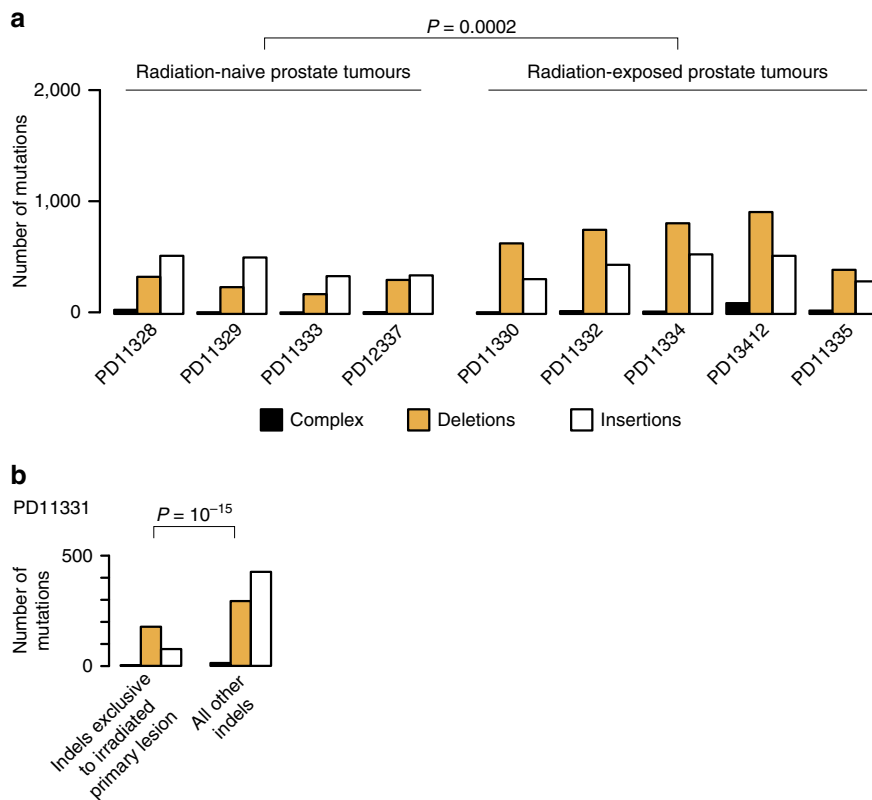 a
P = 0.0002
Radiation-naive prostate tumours
Radiation-exposed prostate tumours
Number of mutations
2,000
1,000
0
PD11328
PD11329
PD11333
PD12337
PD11330
PD11332
PD11334
PD13412
PD11335
Complex
Deletions
Insertions
b
PD11331
P = 10⁻¹⁵
Number of
mutations
500
0
Indels exclusive
to irradiated
primary lesion
All other
indels